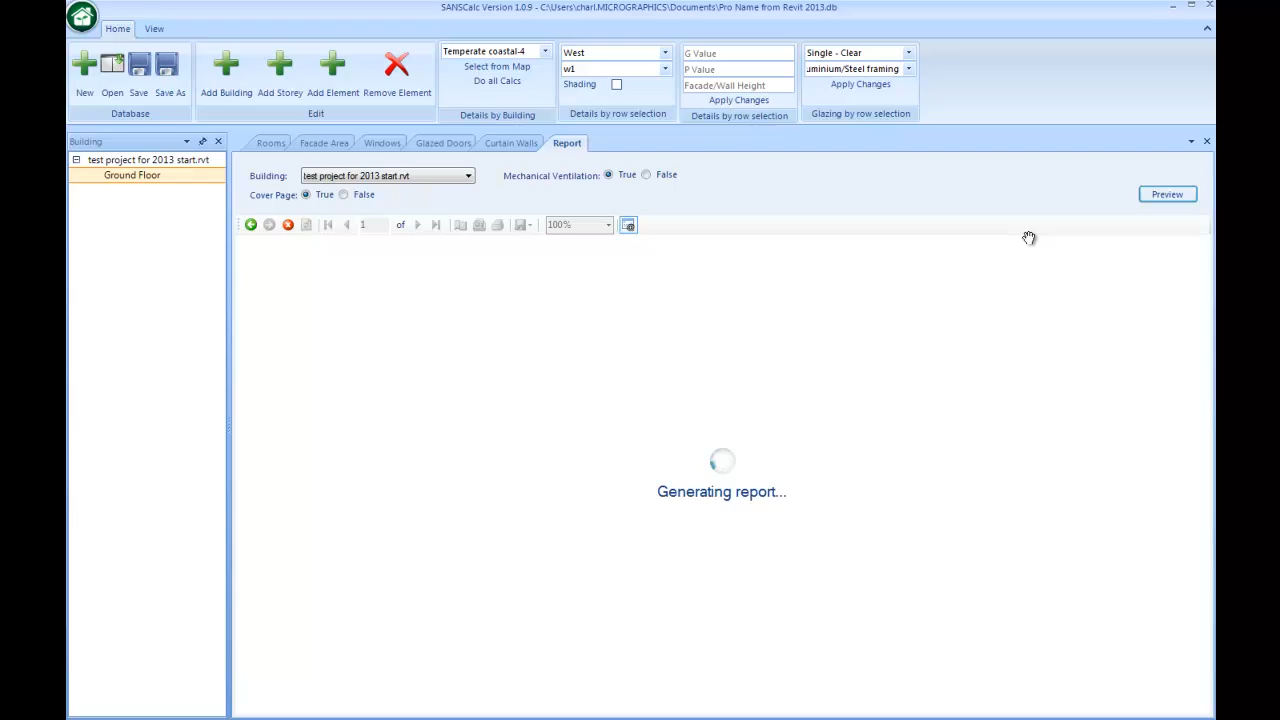 SANSCalc Version 1.0.9 - C:\Users\charl.MICROGRAPHICS\Documents\Pro Name from Revit 2013.db
Home View
New Open Save Save As
Database
Add Building Add Storey Add Element Remove Element
Edit
Temperate coastal-4
Select from Map
Do all Calcs
Details by Building
West
w1
Shading
Details by row selection
G Value
P Value
Facade/Wall Height
Apply Changes
Details by row selection
Single - Clear
uminium/Steel framing
Apply Changes
Glazing by row selection
Building
test project for 2013 start.rvt
Ground Floor
Rooms Facade Area Windows Glazed Doors Curtain Walls Report
Building: test project for 2013 start.rvt Mechanical Ventilation: True False
Cover Page: True False
Preview
1 of 100%
Generating report...